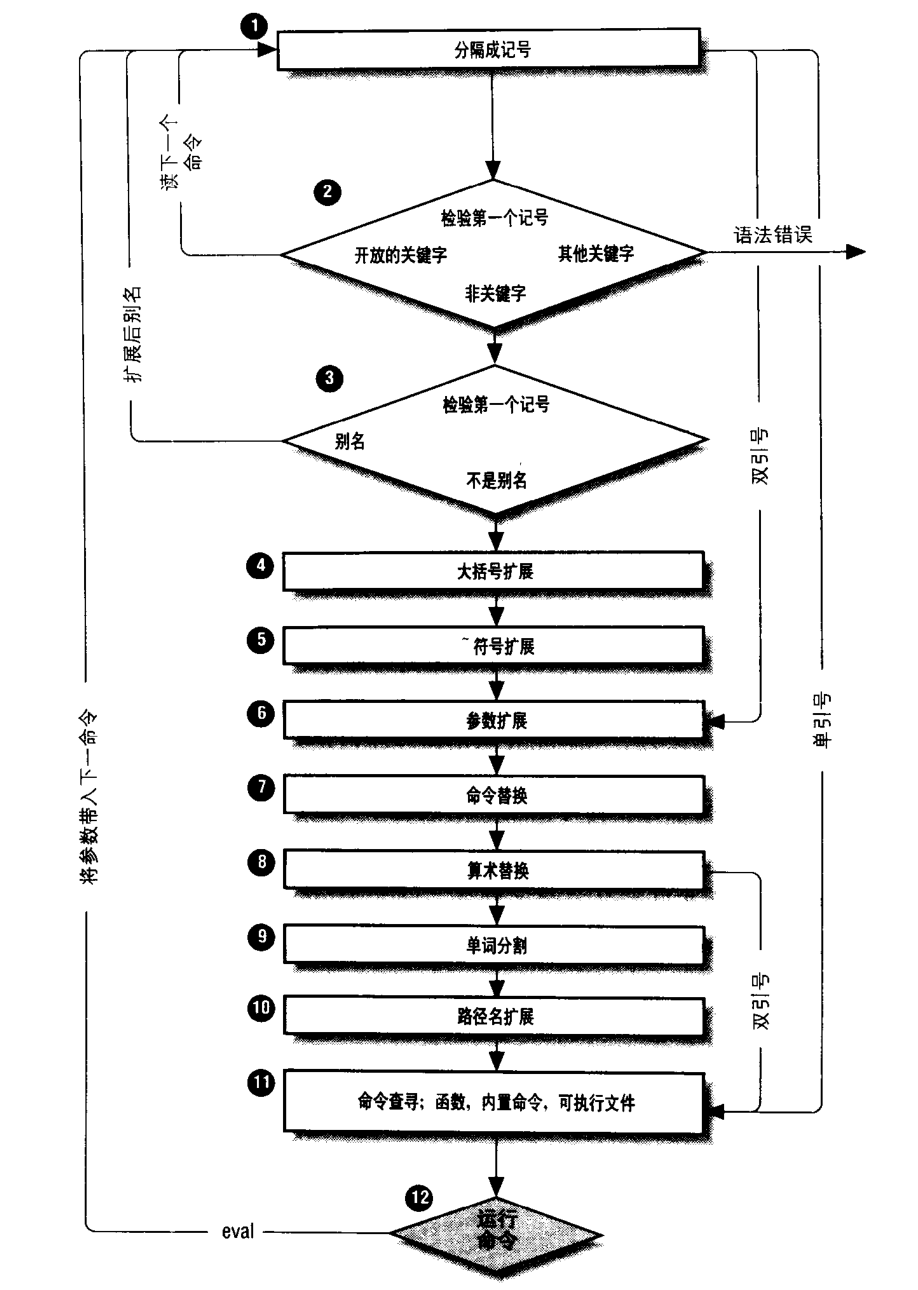 1
分隔成记号
读下一个
命令
2
检验第一个记号
开放的关键字
其他关键字
语法错误
非关键字
扩展后别名
3
检验第一个记号
别名
不是别名
双引号
4
大括号扩展
5
~符号扩展
6
参数扩展
单引号
将参数带入下一命令
7
命令替换
8
算术替换
9
单词分割
双引号
10
路径名扩展
11
命令查寻；函数，内置命令，可执行文件
12
运行
命令
eval